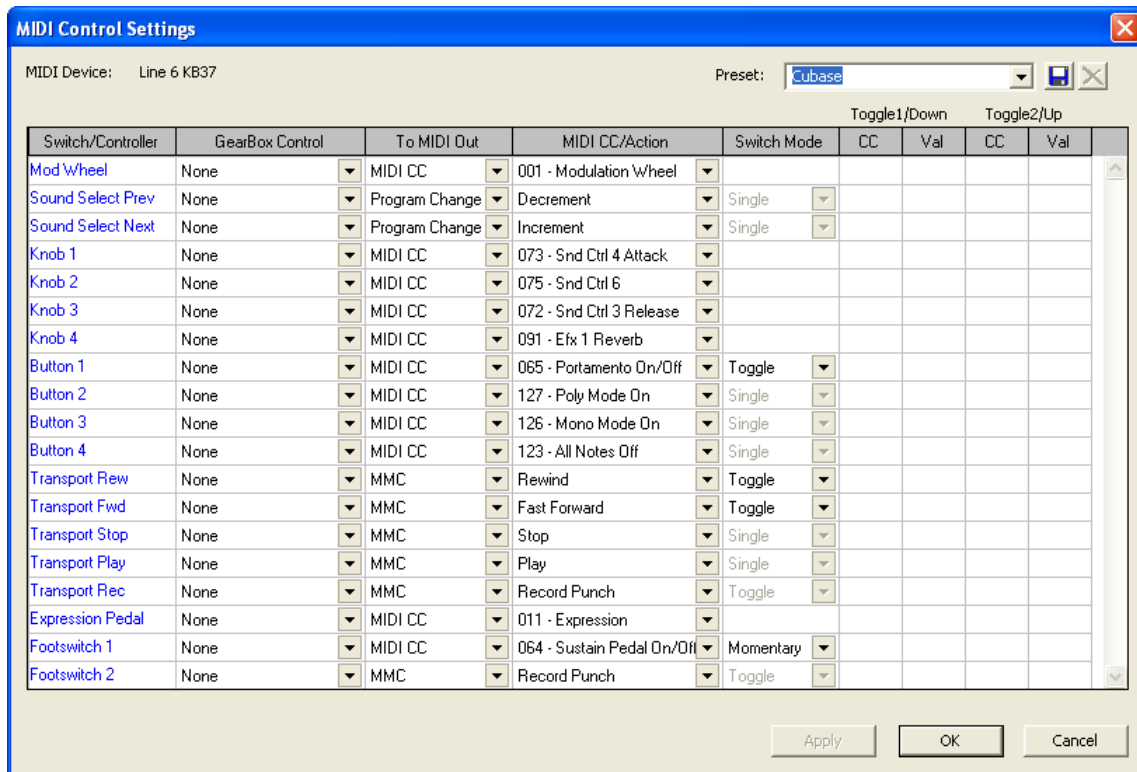 MIDI Control Settings
MIDI Device: Line 6 KB37 Preset: Cubase
Toggle1/Down Toggle2/Up
Switch/Controller GearBox Control To MIDI Out MIDI CC/Action Switch Mode CC Val CC Val
Mod Wheel None MIDI CC 001 - Modulation Wheel
Sound Select Prev None Program Change Decrement Single
Sound Select Next None Program Change Increment Single
Knob 1 None MIDI CC 073 - Snd Ctrl 4 Attack
Knob 2 None MIDI CC 075 - Snd Ctrl 6
Knob 3 None MIDI CC 072 - Snd Ctrl 3 Release
Knob 4 None MIDI CC 091 - Efx 1 Reverb
Button 1 None MIDI CC 065 - Portamento On/Off Toggle
Button 2 None MIDI CC 127 - Poly Mode On Single
Button 3 None MIDI CC 126 - Mono Mode On Single
Button 4 None MIDI CC 123 - All Notes Off Single
Transport Rew None MMC Rewind Toggle
Transport Fwd None MMC Fast Forward Toggle
Transport Stop None MMC Stop Single
Transport Play None MMC Play Single
Transport Rec None MMC Record Punch Toggle
Expression Pedal None MIDI CC 011 - Expression
Footswitch 1 None MIDI CC 064 - Sustain Pedal On/Off Momentary
Footswitch 2 None MMC Record Punch Toggle
Apply OK Cancel